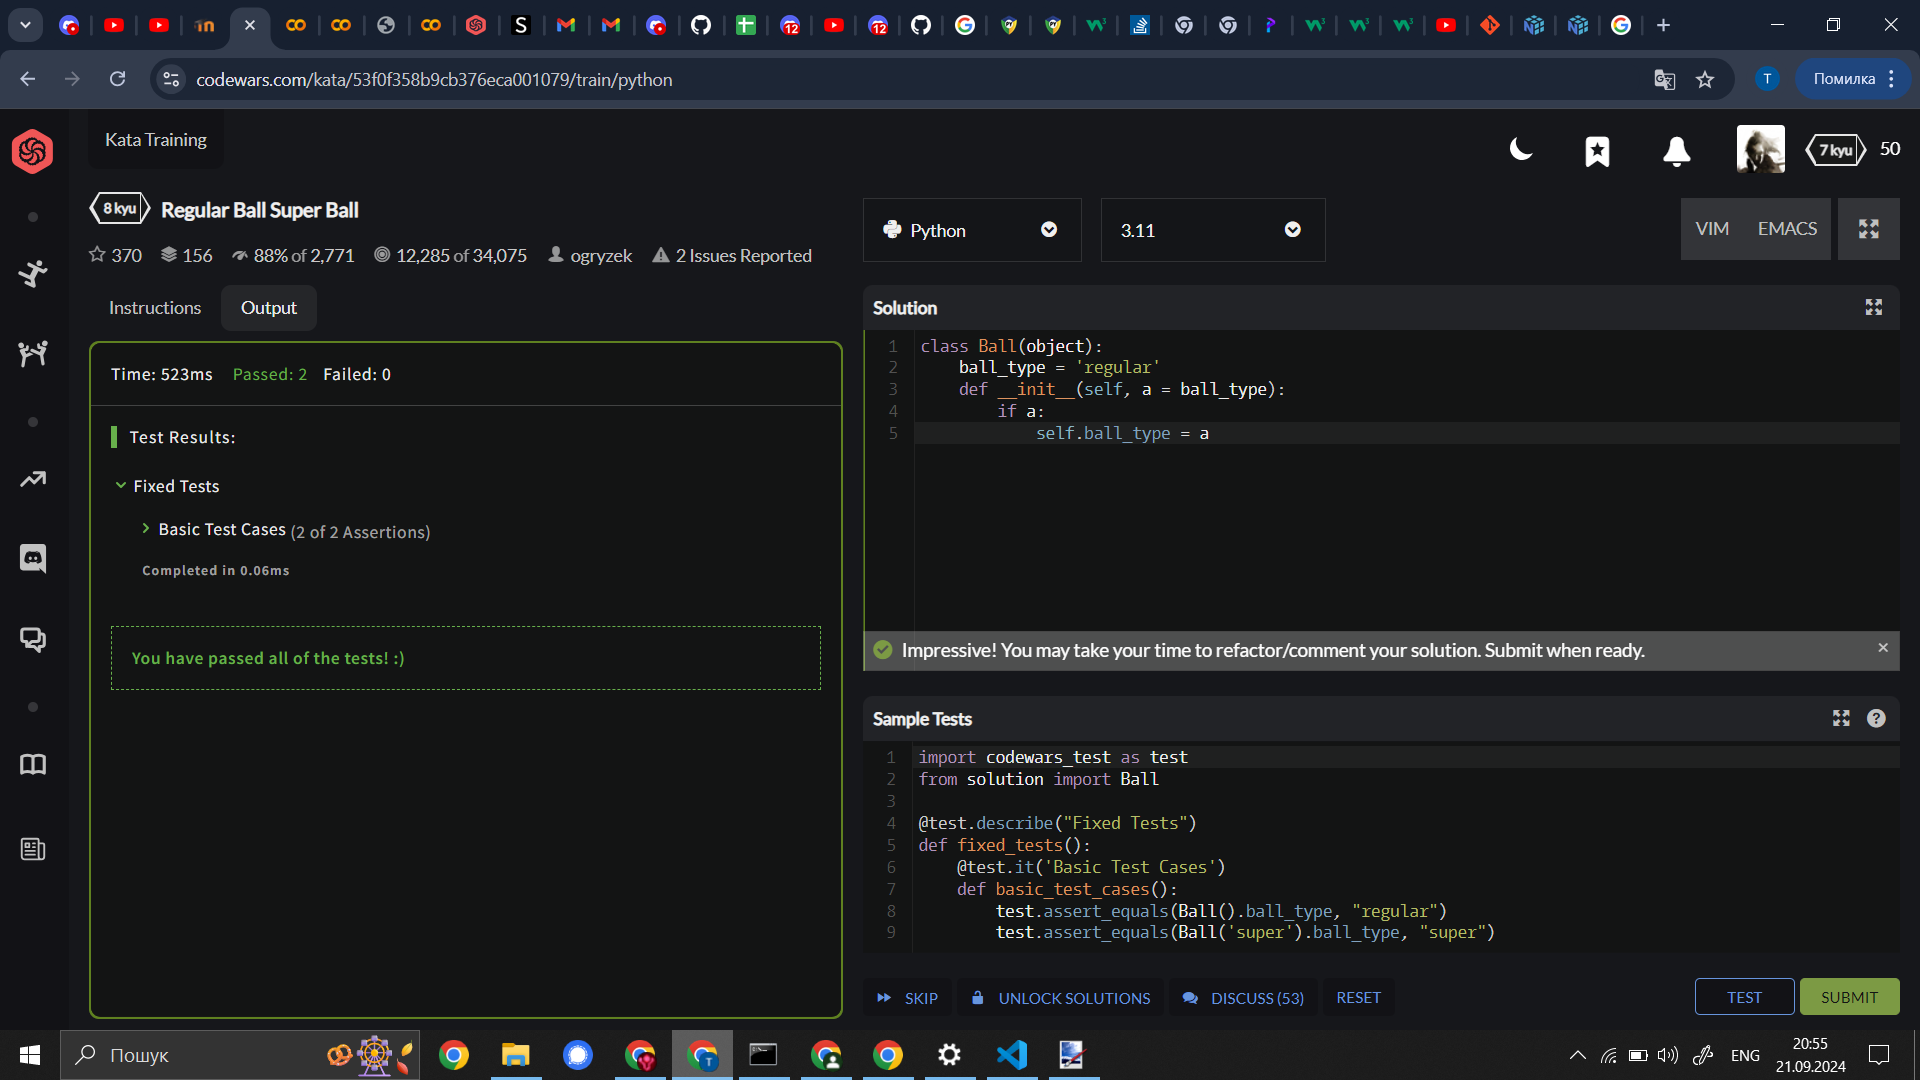 codewars.com/kata/53f0f358b9cb376eca001079/train/python
T
Помилка
Kata Training
7 kyu
50
8 kyu
Regular Ball Super Ball
370
156
88% of 2,771
12,285 of 34,075
ogryzek
2 Issues Reported
Python
3.11
VIM
EMACS
Instructions
Output
Time: 523ms
Passed: 2
Failed: 0
Test Results:
Fixed Tests
Basic Test Cases (2 of 2 Assertions)
Completed in 0.06ms
You have passed all of the tests! :)
Solution
1 class Ball(object):
2     ball_type = 'regular'
3     def __init__(self, a = ball_type):
4         if a:
5             self.ball_type = a
Impressive! You may take your time to refactor/comment your solution. Submit when ready.
Sample Tests
1 import codewars_test as test
2 from solution import Ball
3
4 @test.describe("Fixed Tests")
5 def fixed_tests():
6     @test.it('Basic Test Cases')
7     def basic_test_cases():
8         test.assert_equals(Ball().ball_type, "regular")
9         test.assert_equals(Ball('super').ball_type, "super")
SKIP
UNLOCK SOLUTIONS
DISCUSS (53)
RESET
TEST
SUBMIT
Пошук
ENG
20:55
21.09.2024